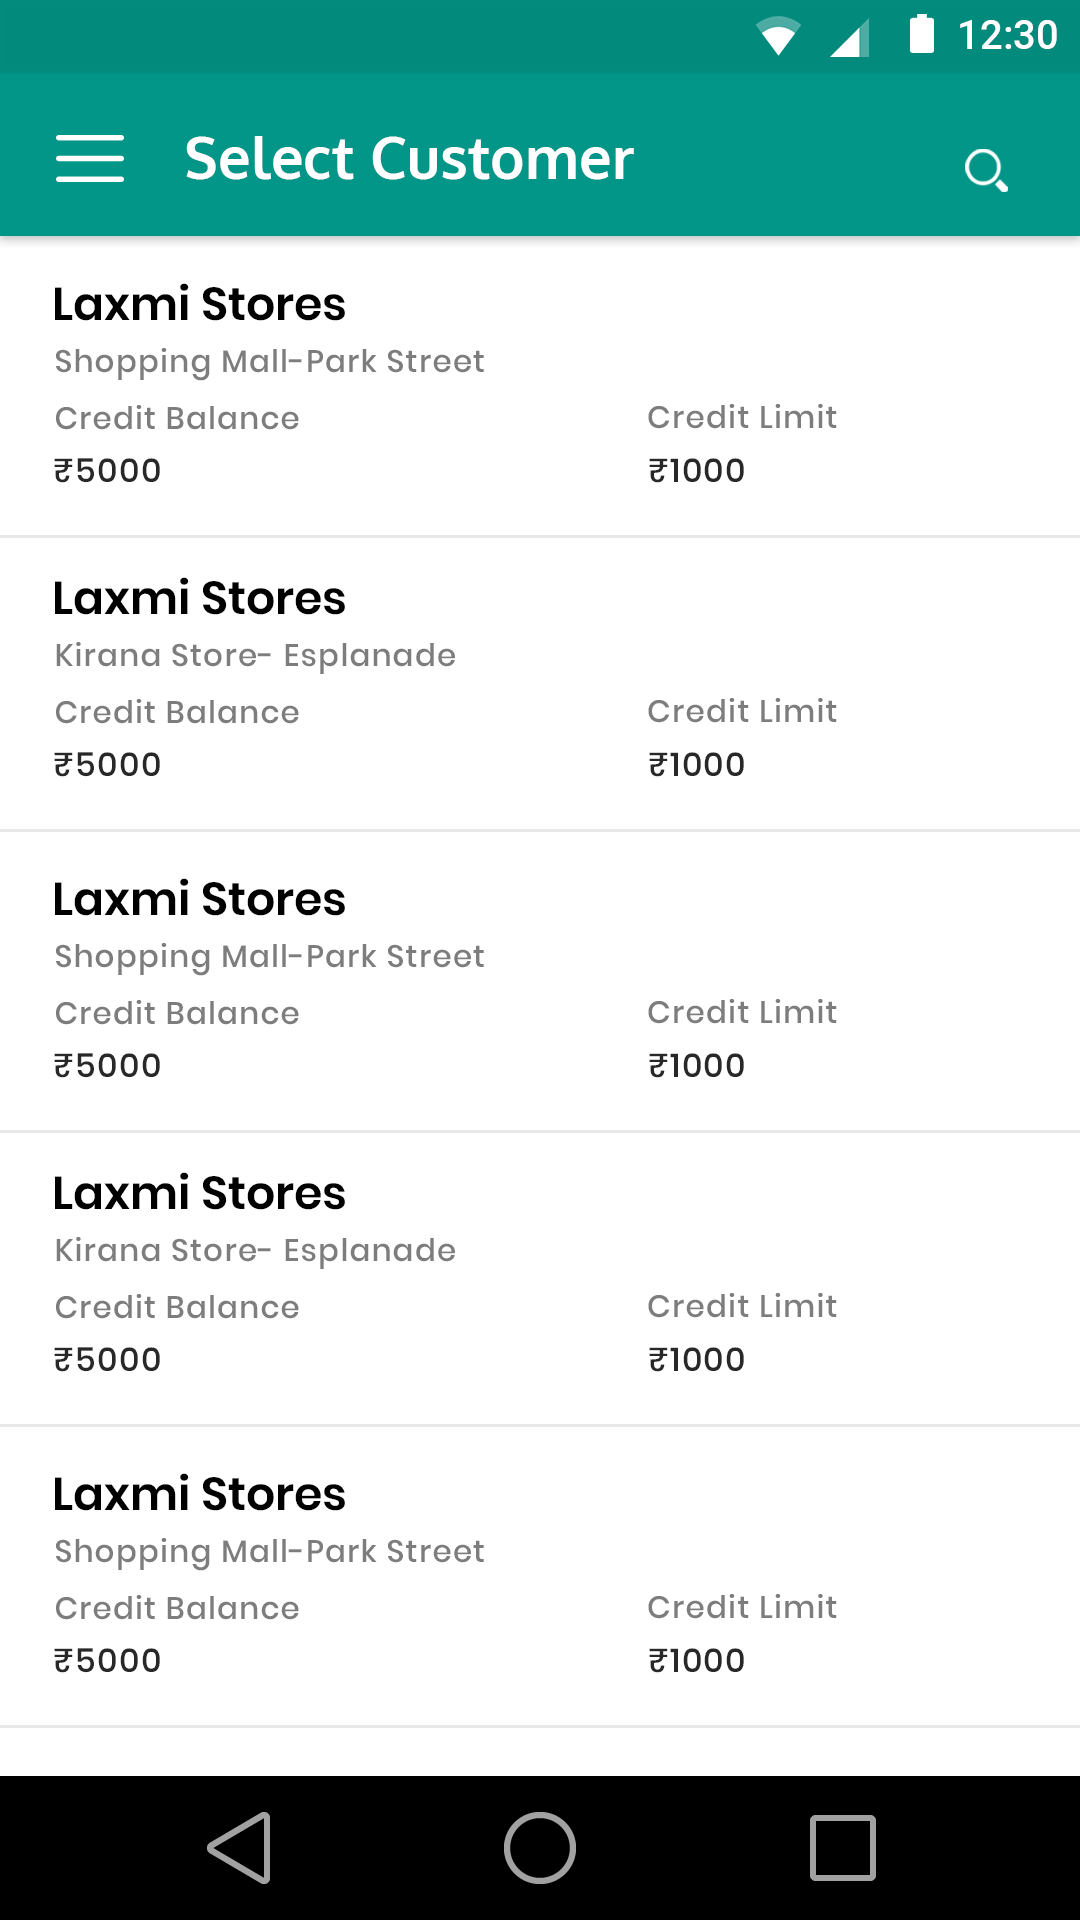 12:30
Select Customer
Laxmi Stores
Shopping Mall-Park Street
Credit Balance Credit Limit
₹5000 ₹1000
Laxmi Stores
Kirana Store- Esplanade
Credit Balance Credit Limit
₹5000 ₹1000
Laxmi Stores
Shopping Mall-Park Street
Credit Balance Credit Limit
₹5000 ₹1000
Laxmi Stores
Kirana Store- Esplanade
Credit Balance Credit Limit
₹5000 ₹1000
Laxmi Stores
Shopping Mall-Park Street
Credit Balance Credit Limit
₹5000 ₹1000